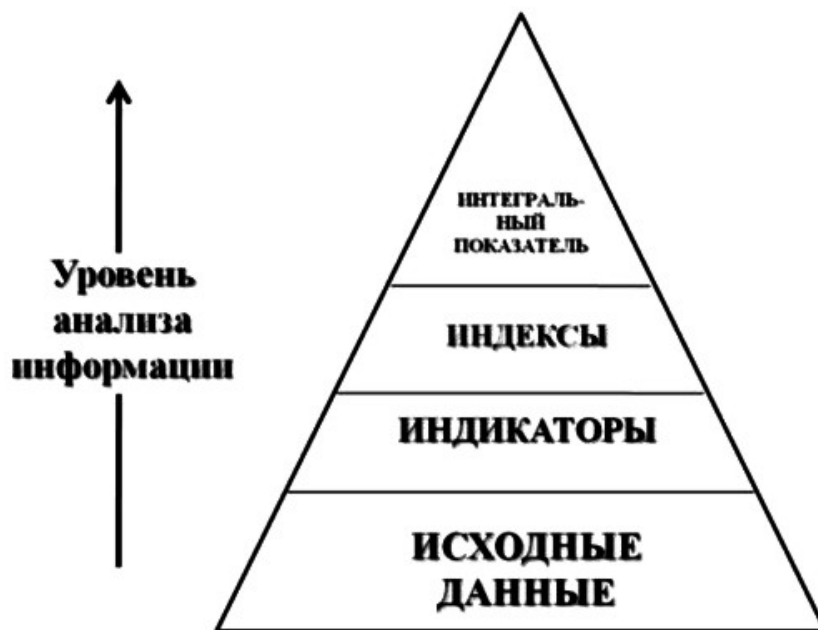 Уровень
анализа
информации
ИНТЕГРАЛЬ-
НЫЙ
ПОКАЗАТЕЛЬ
ИНДЕКСЫ
ИНДИКАТОРЫ
ИСХОДНЫЕ
ДАННЫЕ